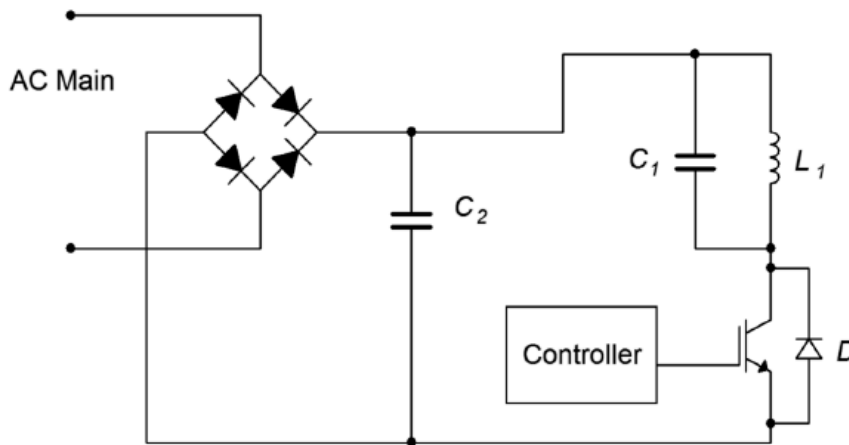 AC Main
C1
L1
C2
Controller
D